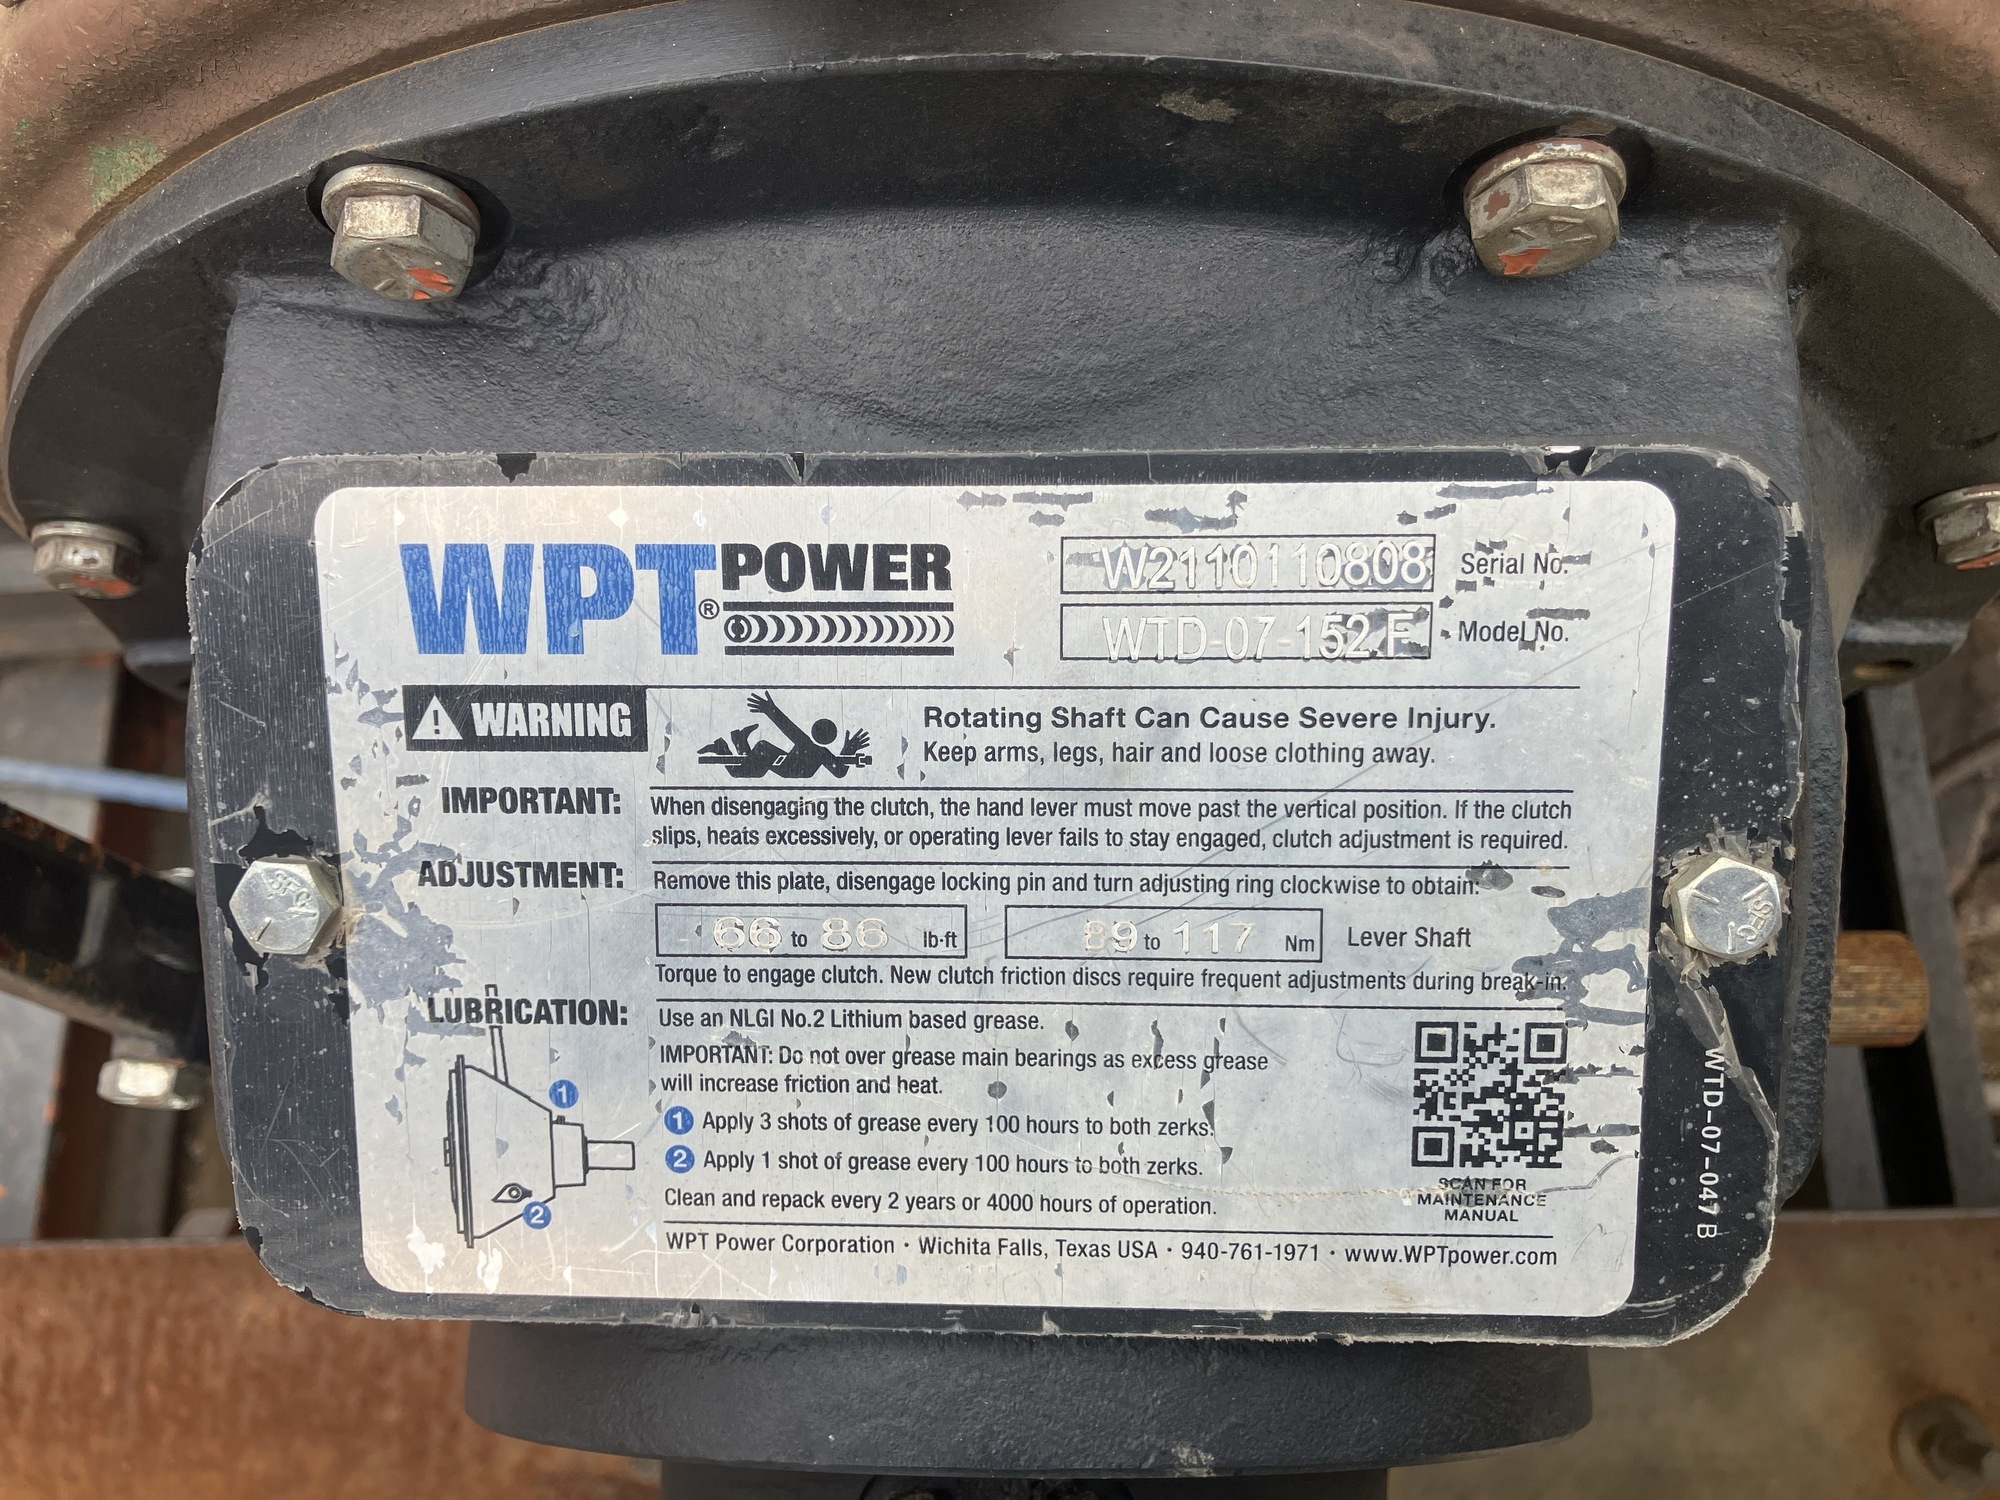 WPT® POWER
W2110110808 Serial No.
WTD-07-152 F Model No.
WARNING
Rotating Shaft Can Cause Severe Injury.
Keep arms, legs, hair and loose clothing away.
IMPORTANT: When disengaging the clutch, the hand lever must move past the vertical position. If the clutch
slips, heats excessively, or operating lever fails to stay engaged, clutch adjustment is required.
ADJUSTMENT: Remove this plate, disengage locking pin and turn adjusting ring clockwise to obtain:
66 to 86 lb·ft 89 to 117 Nm Lever Shaft
Torque to engage clutch. New clutch friction discs require frequent adjustments during break-in.
LUBRICATION: Use an NLGI No.2 Lithium based grease.
IMPORTANT: Do not over grease main bearings as excess grease
will increase friction and heat.
1 Apply 3 shots of grease every 100 hours to both zerks.
2 Apply 1 shot of grease every 100 hours to both zerks.
Clean and repack every 2 years or 4000 hours of operation.
1
2
SCAN FOR
MAINTENANCE
MANUAL
WPT Power Corporation · Wichita Falls, Texas USA · 940-761-1971 · www.WPTpower.com
WTD-07-047 B